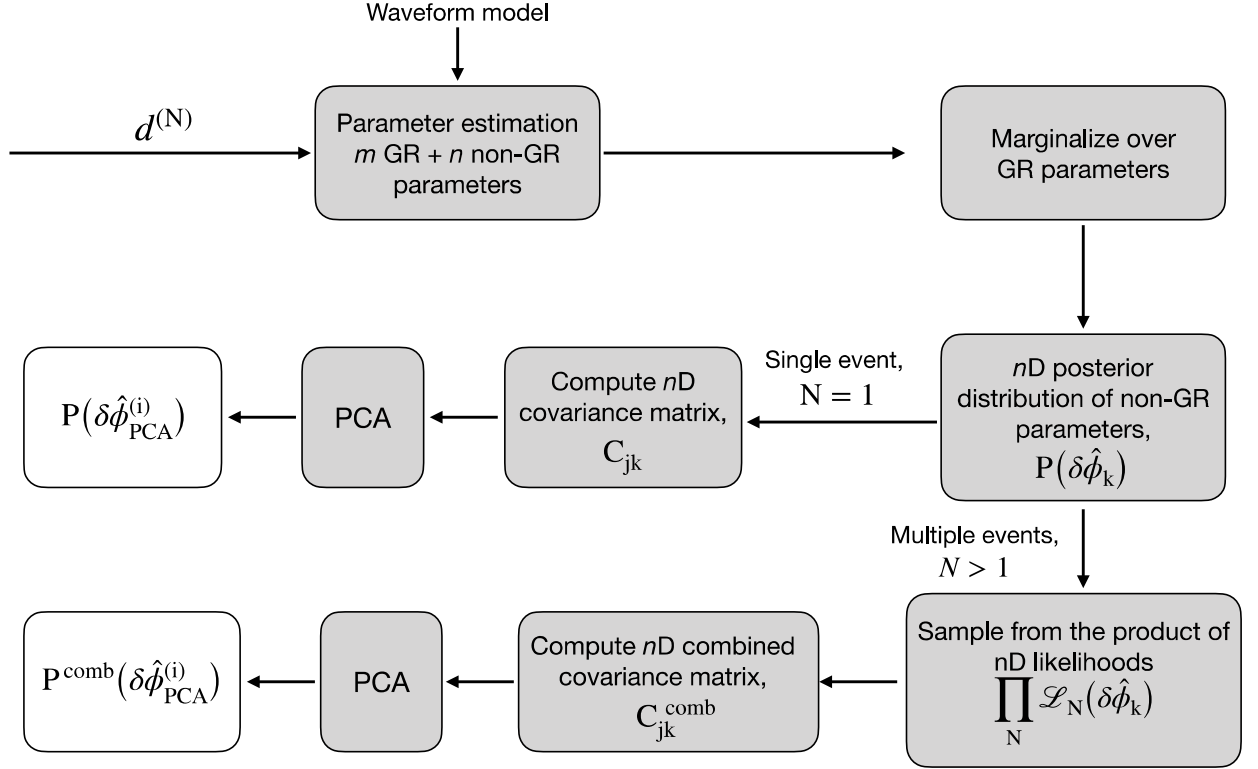 Waveform model
d^(N)
Parameter estimation
m GR + n non-GR
parameters
Marginalize over
GR parameters
nD posterior
distribution of non-GR
parameters,
P(δφ̂_k)
Single event,
N = 1
Compute nD
covariance matrix,
C_jk
PCA
P(δφ̂_PCA^(i))
Multiple events,
N > 1
Sample from the product of
nD likelihoods
∏_N ℒ_N(δφ̂_k)
Compute nD combined
covariance matrix,
C_jk^comb
PCA
P^comb(δφ̂_PCA^(i))